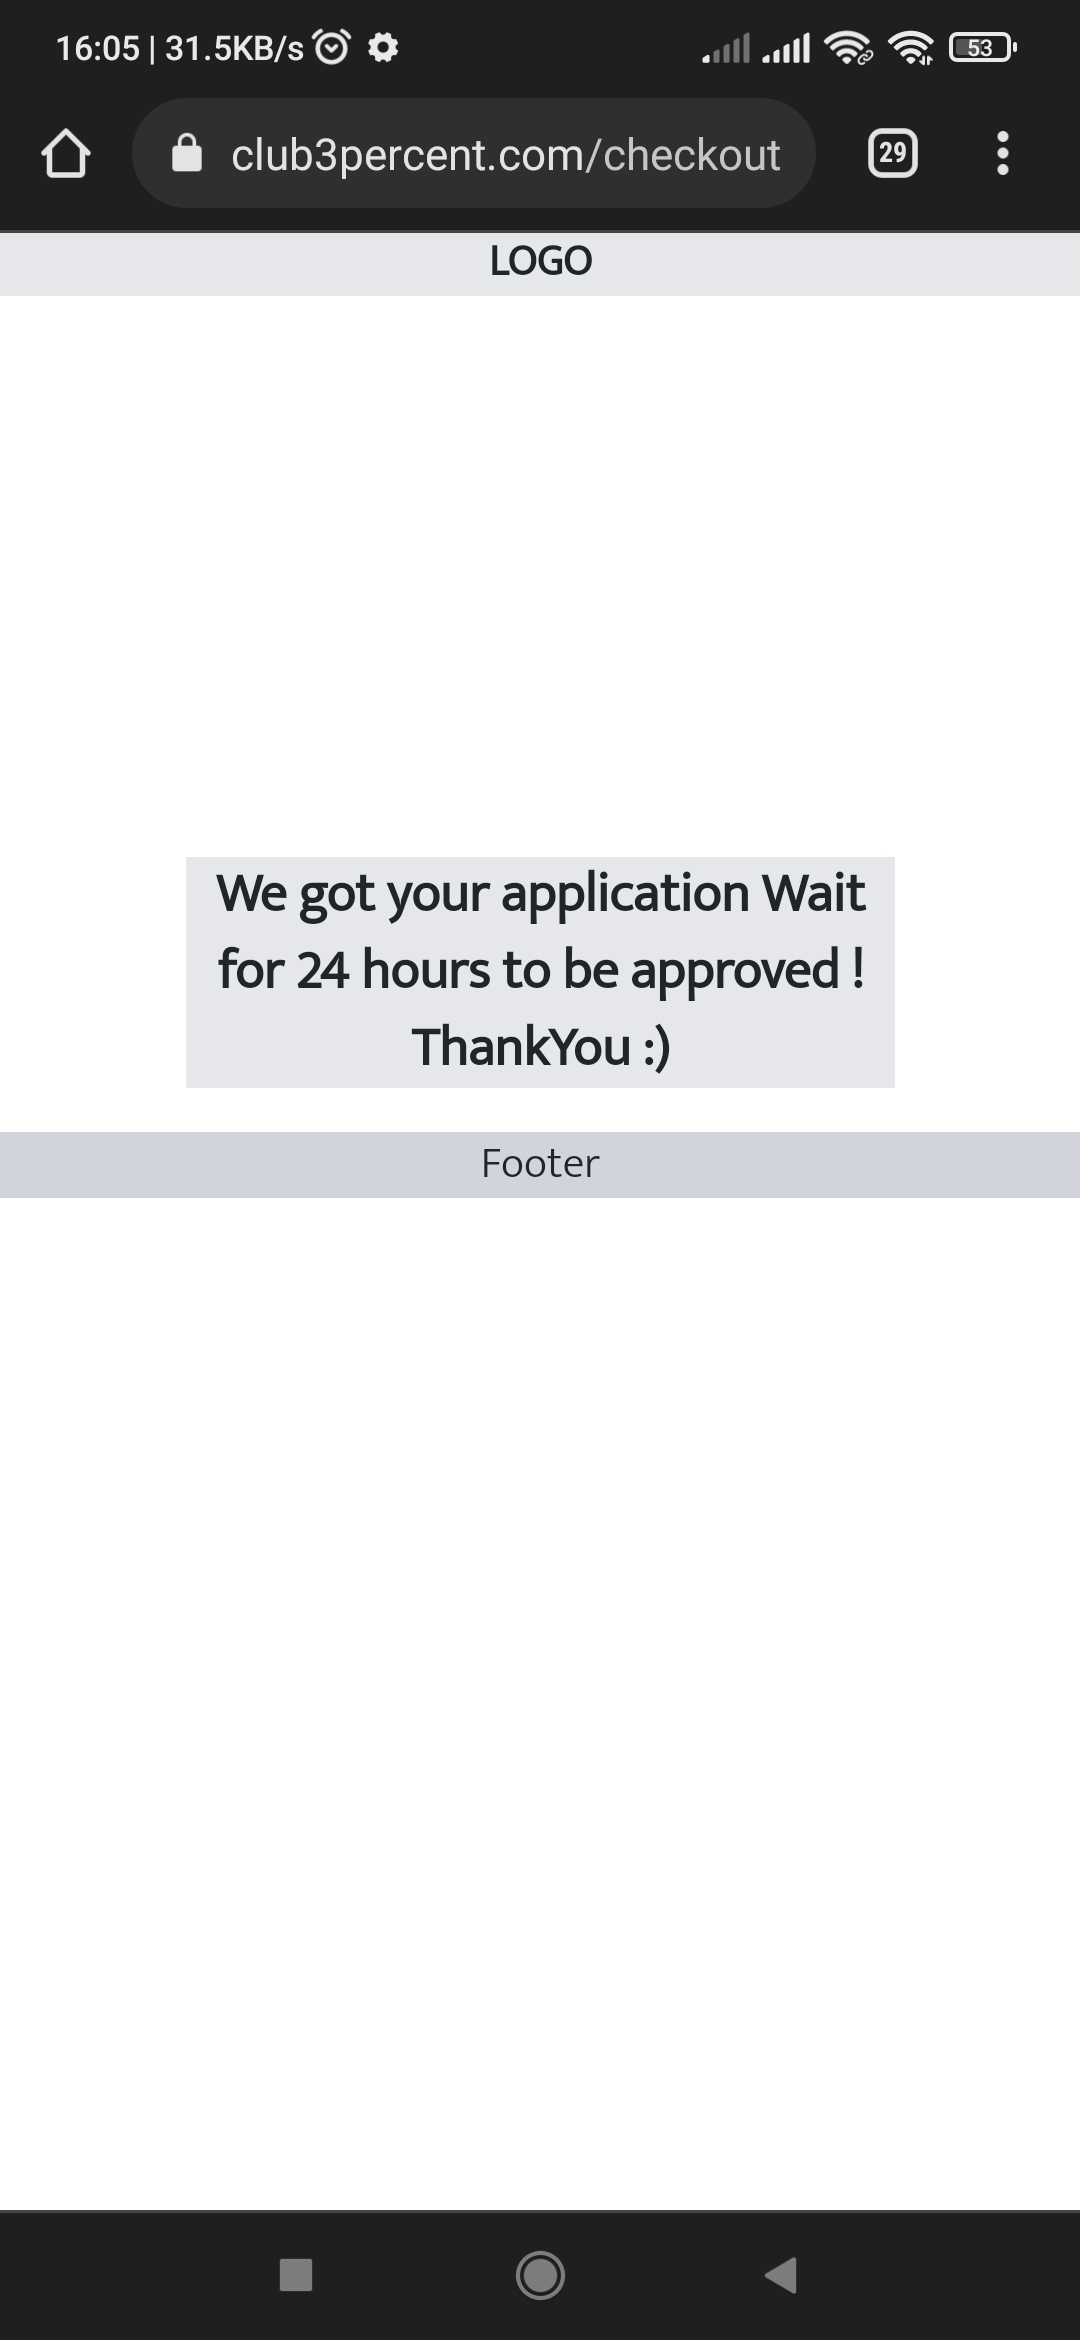 16:05 | 31.5KB/s 53
club3percent.com/checkout 29
LOGO
We got your application Wait
for 24 hours to be approved !
ThankYou :)
Footer